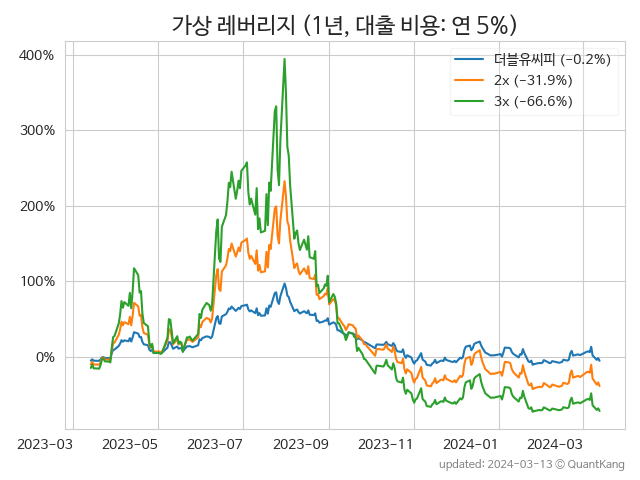 가상 레버리지 (1년, 대출 비용: 연 5%)
더블유씨피 (−0.2%)
2x (−31.9%)
3x (−66.6%)
400%
300%
200%
100%
0%
2023−03 2023−05 2023−07 2023−09 2023−11 2024−01 2024−03
updated: 2024−03−13 © QuantKang